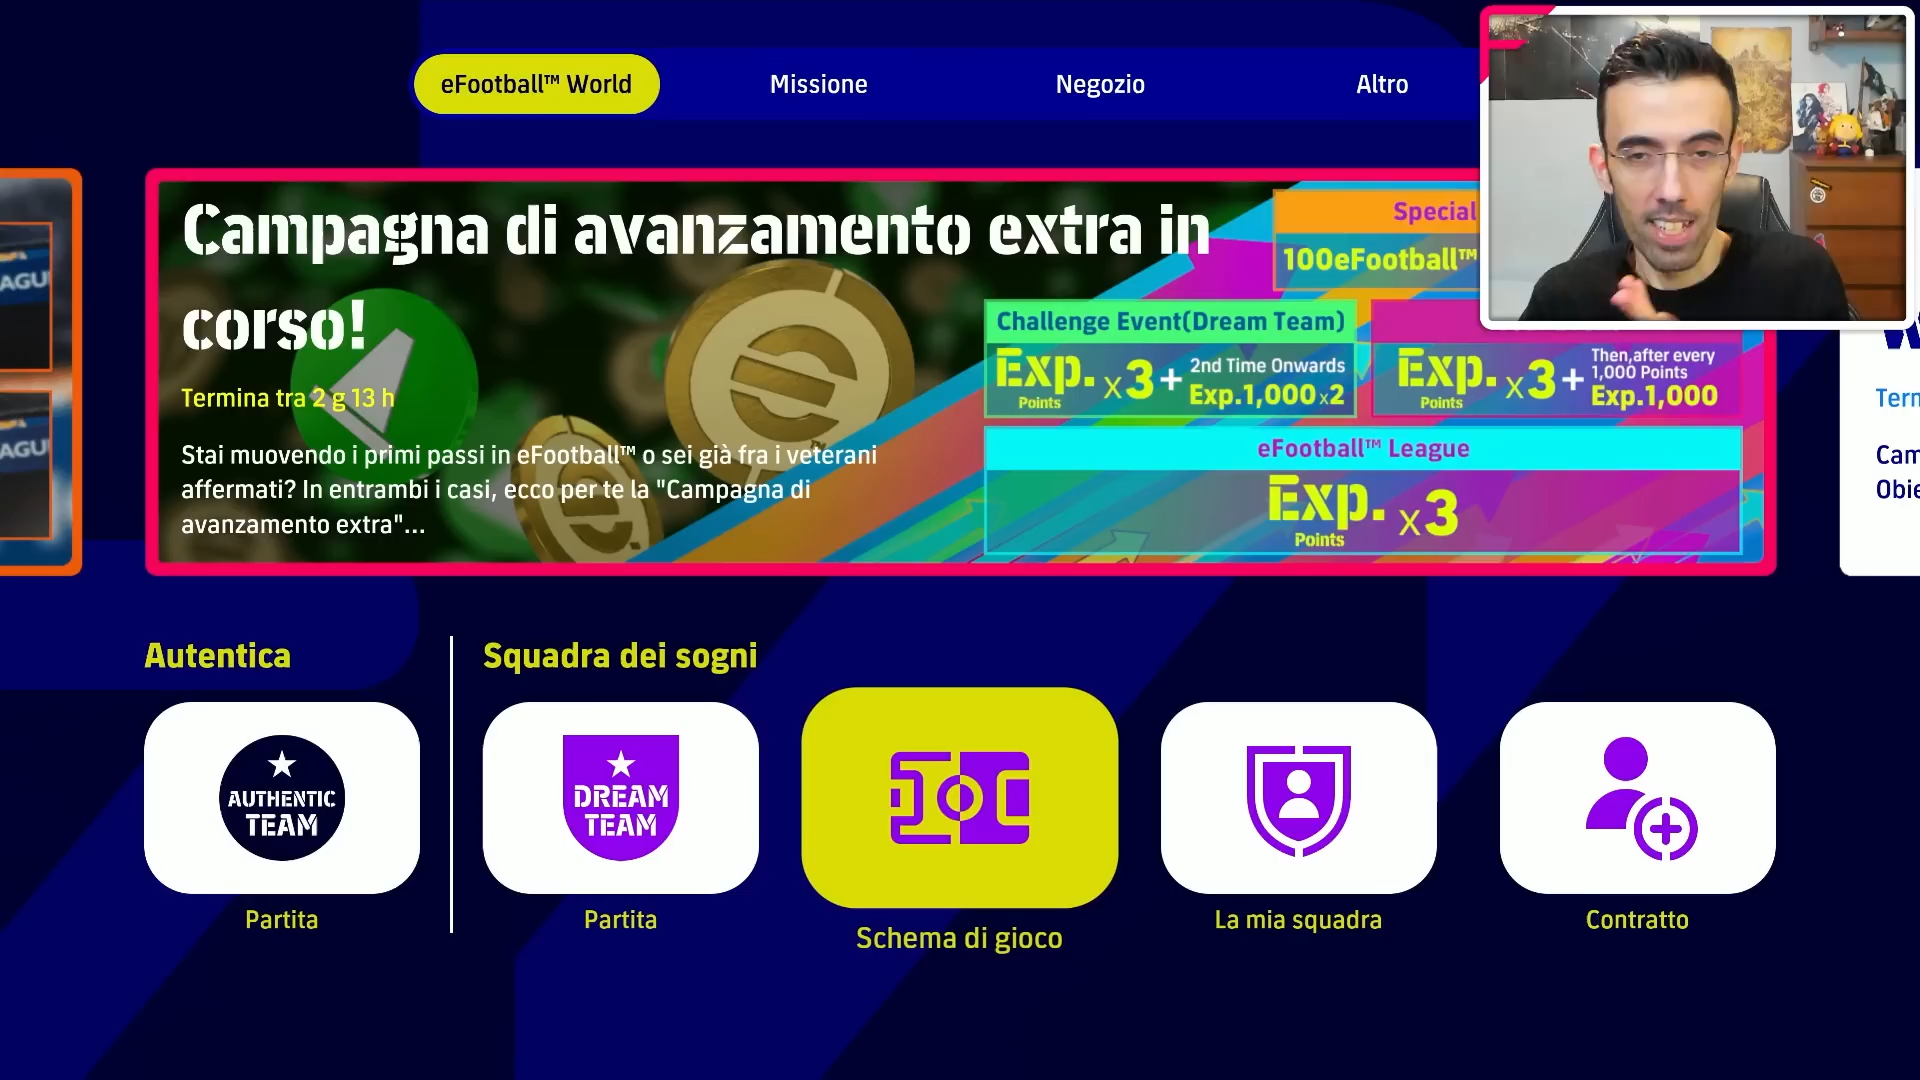 eFootball™ World
Missione
Negozio
Altro
Campagna di avanzamento extra in
corso!
Termina tra 2 g 13 h
Stai muovendo i primi passi in eFootball™ o sei già fra i veterani
affermati? In entrambi i casi, ecco per te la "Campagna di
avanzamento extra"...
Special
100eFootball™
Challenge Event(Dream Team)
Exp. x3+
Points
2nd Time Onwards
Exp.1,000x2
Exp. x3+
Points
Then,after every
1,000 Points
Exp.1,000
eFootball™ League
Exp. x3
Points
AGU
AGU
Autentica
Squadra dei sogni
AUTHENTIC
TEAM
Partita
DREAM
TEAM
Partita
Schema di gioco
La mia squadra
Contratto